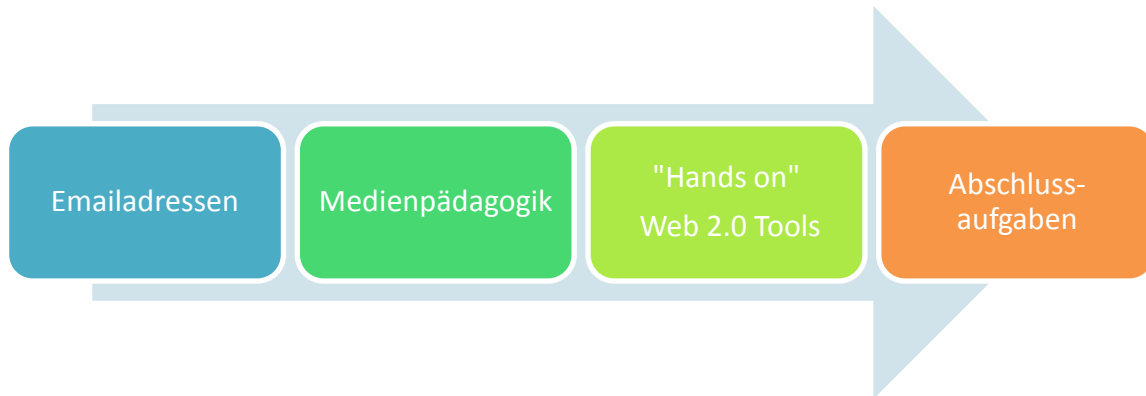 Emailadressen
Medienpädagogik
"Hands on"
Web 2.0 Tools
Abschluss-
aufgaben